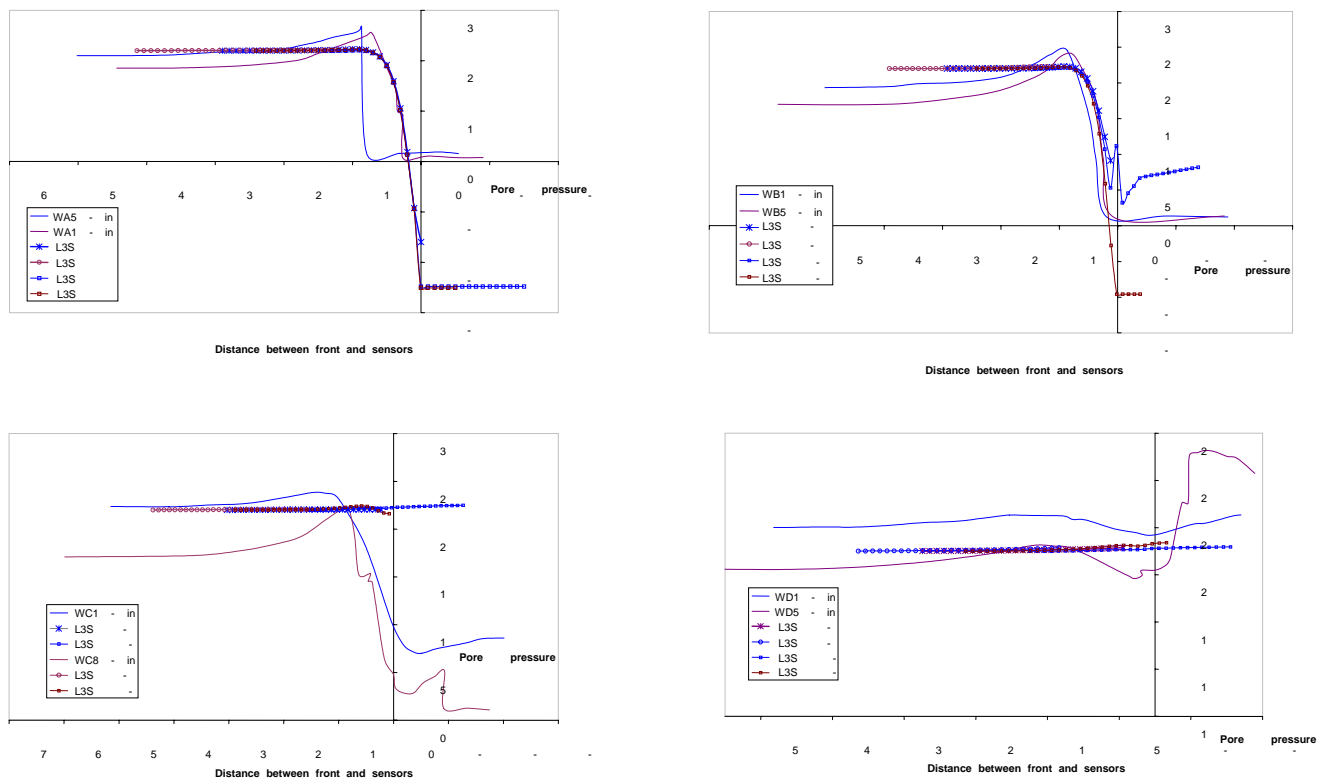 3
2
2
1
1
0
Pore pressure
6 5 4 3 2 1 0 - - -
WA5 - in
WA1 - in
L3S
L3S
L3S
L3S
-
-
-
Distance between front and sensors
3
2
2
1
1
5
0
WB1 - in
WB5 - in
L3S -
L3S -
L3S -
L3S -
6 5 4 3 2 1 0 - - -
Pore pressure
-
-
-
Distance between front and sensors
3
2
2
1
1
Pore pressure
5
0
WC1 - in
L3S -
L3S -
WC8 - in
L3S -
L3S -
7 6 5 4 3 2 1 0 - - -
Distance between front and sensors
2
2
2
2
1
1
1
WD1 - in
WD5 - in
L3S -
L3S -
L3S -
L3S -
Pore pressure
5 4 3 2 1 5 - -
Distance between front and sensors